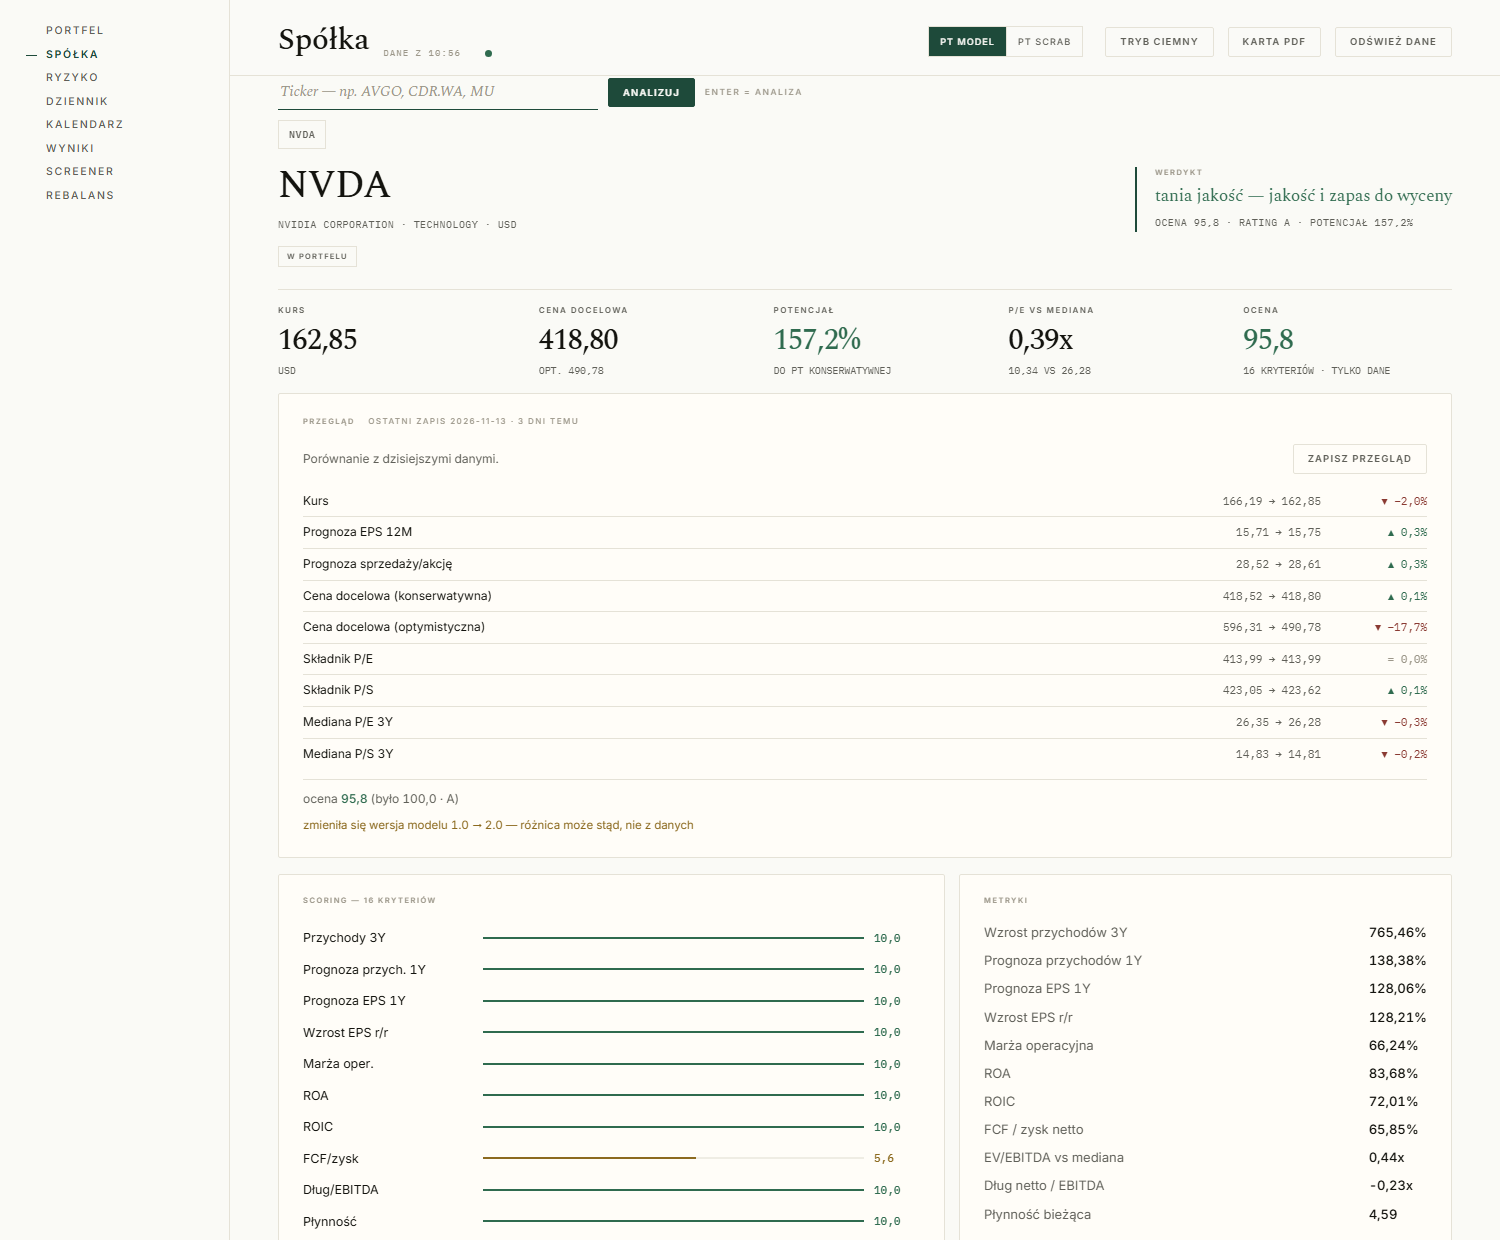 PORTFEL
— SPÓŁKA
RYZYKO
DZIENNIK
KALENDARZ
WYNIKI
SCREENER
REBALANS
Spółka DANE Z 10:56
PT MODEL PT SCRAB TRYB CIEMNY KARTA PDF ODŚWIEŻ DANE
Ticker — np. AVGO, CDR.WA, MU ANALIZUJ ENTER = ANALIZA
NVDA
NVDA
NVIDIA CORPORATION · TECHNOLOGY · USD
W PORTFELU
WERDYKT
tania jakość — jakość i zapas do wyceny
OCENA 95,8 · RATING A · POTENCJAŁ 157,2%
KURS CENA DOCELOWA POTENCJAŁ P/E VS MEDIANA OCENA
162,85 418,80 157,2% 0,39x 95,8
USD OPT. 490,78 DO PT KONSERWATYWNEJ 10,34 VS 26,28 16 KRYTERIÓW · TYLKO DANE
PRZEGLĄD OSTATNI ZAPIS 2026-11-13 · 3 DNI TEMU
Porównanie z dzisiejszymi danymi. ZAPISZ PRZEGLĄD
Kurs 166,19 → 162,85 ▼ −2,0%
Prognoza EPS 12M 15,71 → 15,75 ▲ 0,3%
Prognoza sprzedaży/akcję 28,52 → 28,61 ▲ 0,3%
Cena docelowa (konserwatywna) 418,52 → 418,80 ▲ 0,1%
Cena docelowa (optymistyczna) 596,31 → 490,78 ▼ −17,7%
Składnik P/E 413,99 → 413,99 = 0,0%
Składnik P/S 423,05 → 423,62 ▲ 0,1%
Mediana P/E 3Y 26,35 → 26,28 ▼ −0,3%
Mediana P/S 3Y 14,83 → 14,81 ▼ −0,2%
ocena 95,8 (było 100,0 · A)
zmieniła się wersja modelu 1.0 → 2.0 — różnica może stąd, nie z danych
SCORING — 16 KRYTERIÓW
Przychody 3Y 10,0
Prognoza przych. 1Y 10,0
Prognoza EPS 1Y 10,0
Wzrost EPS r/r 10,0
Marża oper. 10,0
ROA 10,0
ROIC 10,0
FCF/zysk 5,6
Dług/EBITDA 10,0
Płynność 10,0
METRYKI
Wzrost przychodów 3Y 765,46%
Prognoza przychodów 1Y 138,38%
Prognoza EPS 1Y 128,06%
Wzrost EPS r/r 128,21%
Marża operacyjna 66,24%
ROA 83,68%
ROIC 72,01%
FCF / zysk netto 65,85%
EV/EBITDA vs mediana 0,44x
Dług netto / EBITDA -0,23x
Płynność bieżąca 4,59